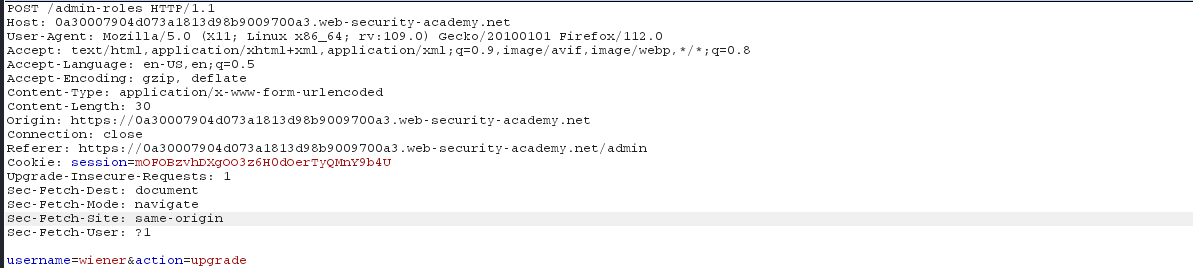 POST /admin-roles HTTP/1.1
Host: 0a30007904d073a1813d98b9009700a3.web-security-academy.net
User-Agent: Mozilla/5.0 (X11; Linux x86_64; rv:109.0) Gecko/20100101 Firefox/112.0
Accept: text/html,application/xhtml+xml,application/xml;q=0.9,image/avif,image/webp,*/*;q=0.8
Accept-Language: en-US,en;q=0.5
Accept-Encoding: gzip, deflate
Content-Type: application/x-www-form-urlencoded
Content-Length: 30
Origin: https://0a30007904d073a1813d98b9009700a3.web-security-academy.net
Connection: close
Referer: https://0a30007904d073a1813d98b9009700a3.web-security-academy.net/admin
Cookie: session=mOFOBzvhDXgOO3z6H0dOerTyQMnY9b4U
Upgrade-Insecure-Requests: 1
Sec-Fetch-Dest: document
Sec-Fetch-Mode: navigate
Sec-Fetch-Site: same-origin
Sec-Fetch-User: ?1
username=wiener&action=upgrade